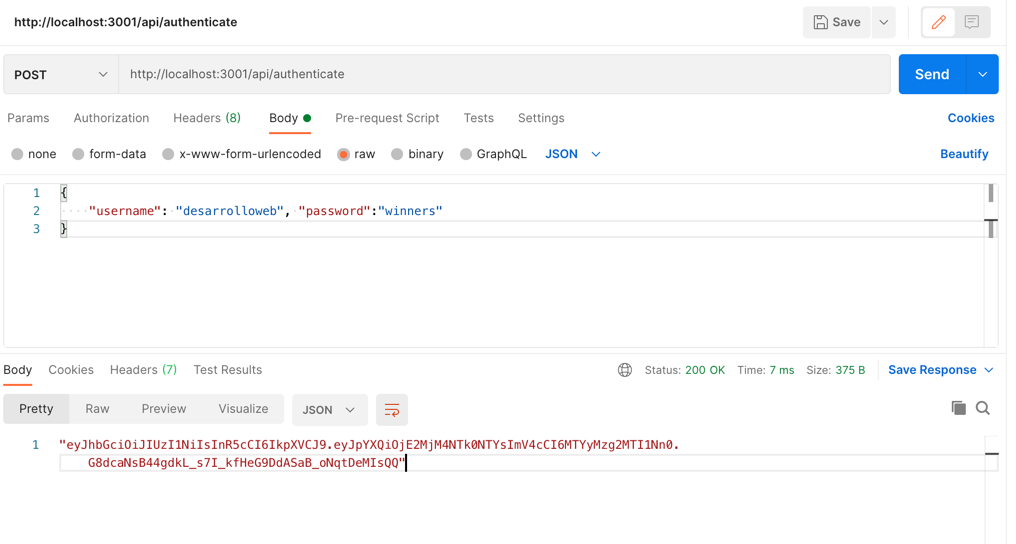 http://localhost:3001/api/authenticate
Save
POST
http://localhost:3001/api/authenticate
Send
Params Authorization Headers (8) Body Pre-request Script Tests Settings Cookies
none form-data x-www-form-urlencoded raw binary GraphQL JSON Beautify
1 {
2 "username": "desarrolloweb", "password":"winners"
3 }
Body Cookies Headers (7) Test Results Status: 200 OK Time: 7 ms Size: 375 B Save Response
Pretty Raw Preview Visualize JSON
1 "eyJhbGciOiJIUzI1NiIsInR5cCI6IkpXVCJ9.eyJpYXQiOjE2MjM4NTk0NTYsImV4cCI6MTYyMzg2MTI1Nn0.
G8dcaNsB44gdkL_s7I_kfHeG9DdASaB_oNqtDeMIsQQ"